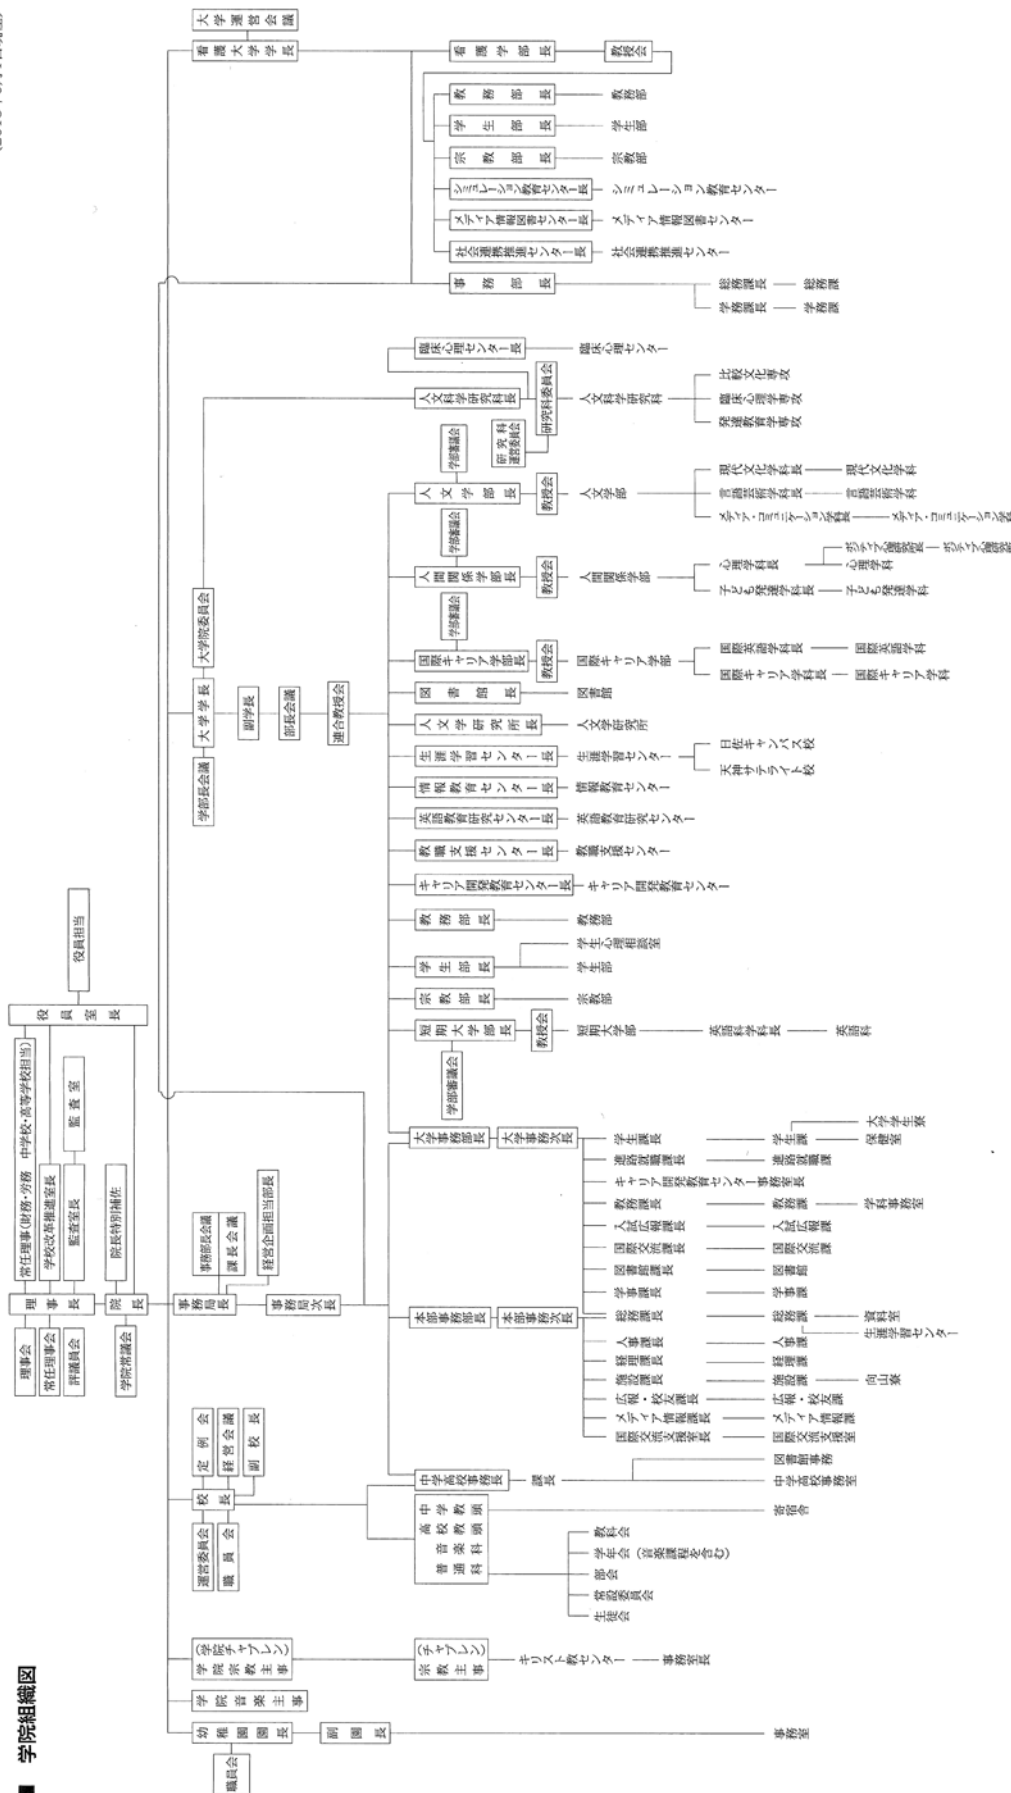 ■ 学院組織図
理事会
常任理事会
評議員会
理事長
常任理事(財務・労務 中学校・高等学校担当)
学校改革推進室長
監査室長
監査室
役員室長
役員担当
学院常議会
院長
院長特別補佐
事務局長
事務部長会議
課長会議
経営企画担当部長
事務局次長
職員会
幼稚園園長
副園長
事務室
学院音楽主事
(学院チャプレン)
学院宗教主事
(チャプレン)
宗教主事
キリスト教センター
事務室長
運営委員会
職員会
校長
定例会
経営会議
副校長
中学教頭
高校教頭
音楽科
普通科
寄宿舎
教科会
学年会(音楽課程を含む)
部会
常設委員会
生徒会
中学高校事務長
課長
図書館事務
中学高校事務室
本部事務部長
本部事務次長
国際交流支援室長
国際交流支援室
メディア情報課長
メディア情報課
広報・校友課長
広報・校友課
施設課長
施設課
向山寮
経理課長
経理課
人事課長
人事課
総務課長
総務課
資料室
生涯学習センター
大学事務部長
大学事務次長
学事課長
学事課
図書館課長
図書館
国際交流課長
国際交流課
入試広報課長
入試広報課
教務課長
教務課
学科事務室
キャリア開発教育センター事務室長
進路就職課長
進路就職課
学生課長
学生課
保健室
大学学生寮
学部長会議
大学学長
大学院委員会
副学長
部長会議
連合教授会
学部審議会
短期大学部長
教授会
短期大学部
英語科学科長
英語科
宗教部長
宗教部
学生部長
学生部
学生心理相談室
教務部長
教務部
キャリア開発教育センター長
キャリア開発教育センター
教職支援センター長
教職支援センター
英語教育研究センター長
英語教育研究センター
情報教育センター長
情報教育センター
生涯学習センター長
生涯学習センター
天神サテライト校
日佐キャンパス校
人文学研究所長
人文学研究所
図書館長
図書館
国際キャリア学部長
学部審議会
教授会
国際キャリア学部
国際キャリア学科長
国際キャリア学科
国際英語学科長
国際英語学科
人間関係学部長
学部審議会
教授会
人間関係学部
子ども発達学科長
子ども発達学科
心理学科長
心理学科
人文学部長
学部審議会
教授会
人文学部
メディア・コミュニケーション学科長
メディア・コミュニケーション学科
言語芸術学科長
言語芸術学科
現代文化学科長
現代文化学科
人文科学研究科長
研究科
運営委員会
研究科委員会
人文科学研究科
発達教育学専攻
臨床心理学専攻
比較文化専攻
臨床心理センター長
臨床心理センター
大学運営会議
看護大学学長
事務部長
学務課長
学務課
総務課長
総務課
社会連携推進センター長
社会連携推進センター
メディア情報図書センター長
メディア情報図書センター
シミュレーション教育センター長
シミュレーション教育センター
宗教部長
宗教部
学生部長
学生部
教務部長
教務部
看護学部長
教授会